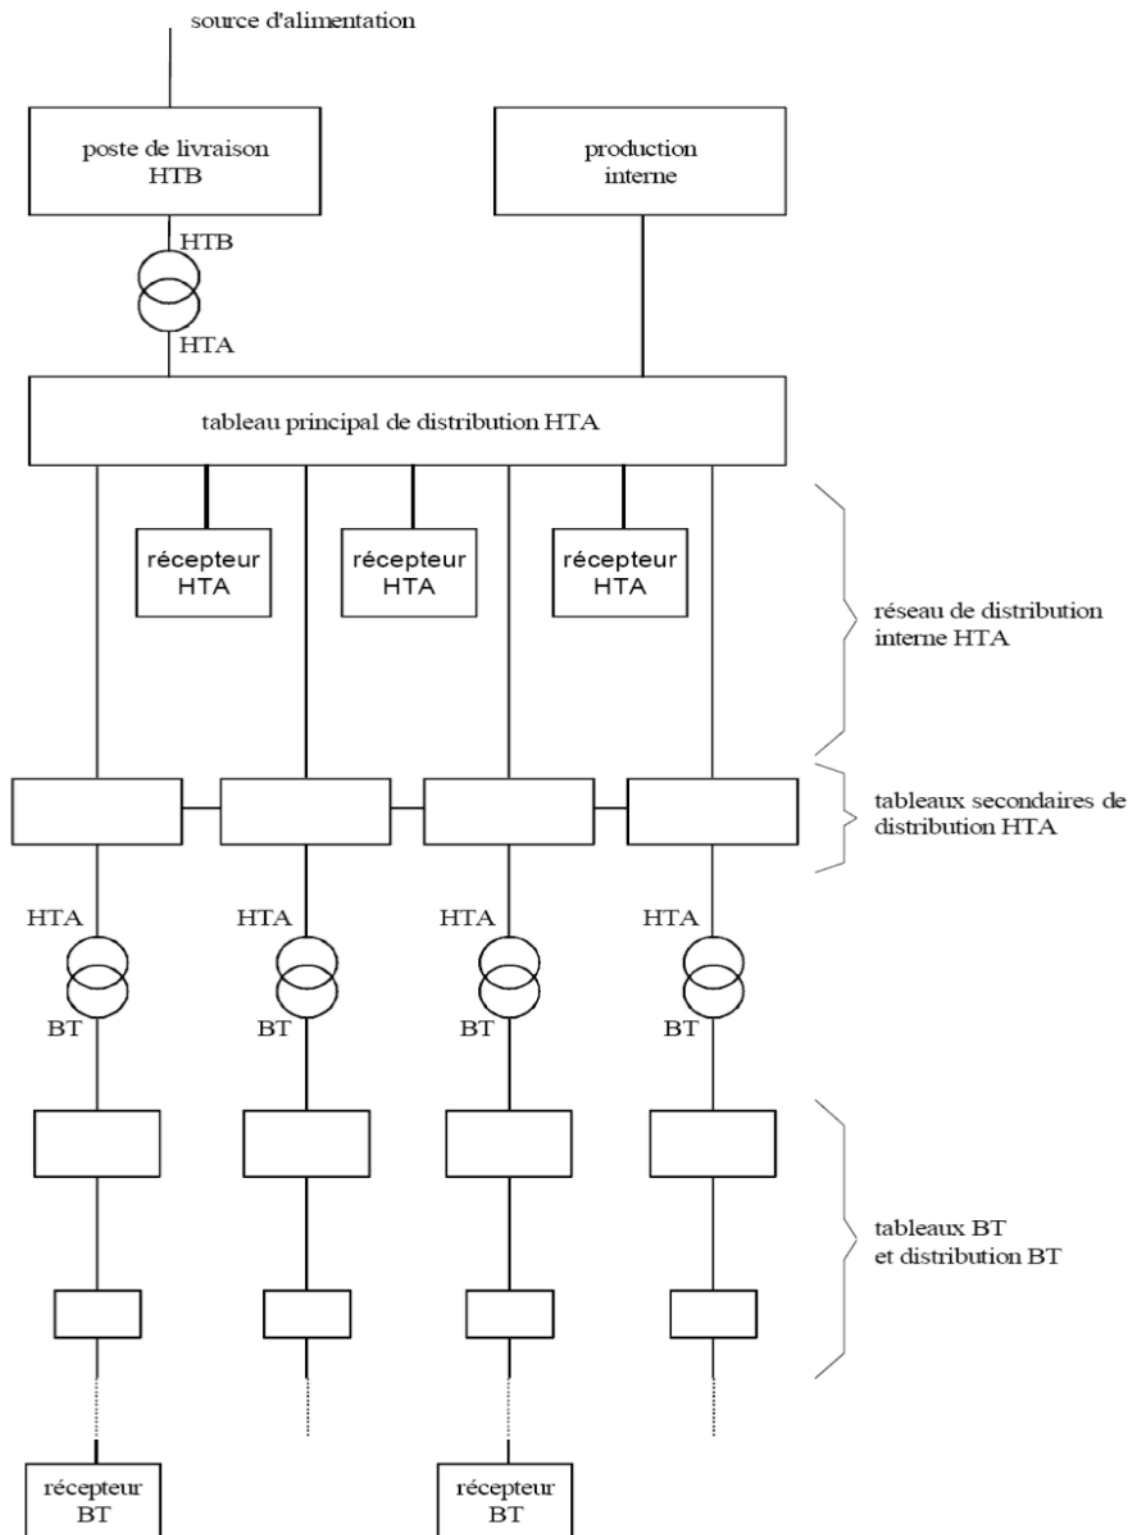 source d'alimentation
poste de livraison
HTB
production
interne
HTB
HTA
tableau principal de distribution HTA
récepteur
HTA
récepteur
HTA
récepteur
HTA
réseau de distribution
interne HTA
tableaux secondaires de
distribution HTA
HTA
HTA
HTA
HTA
BT
BT
BT
BT
tableaux BT
et distribution BT
récepteur
BT
récepteur
BT